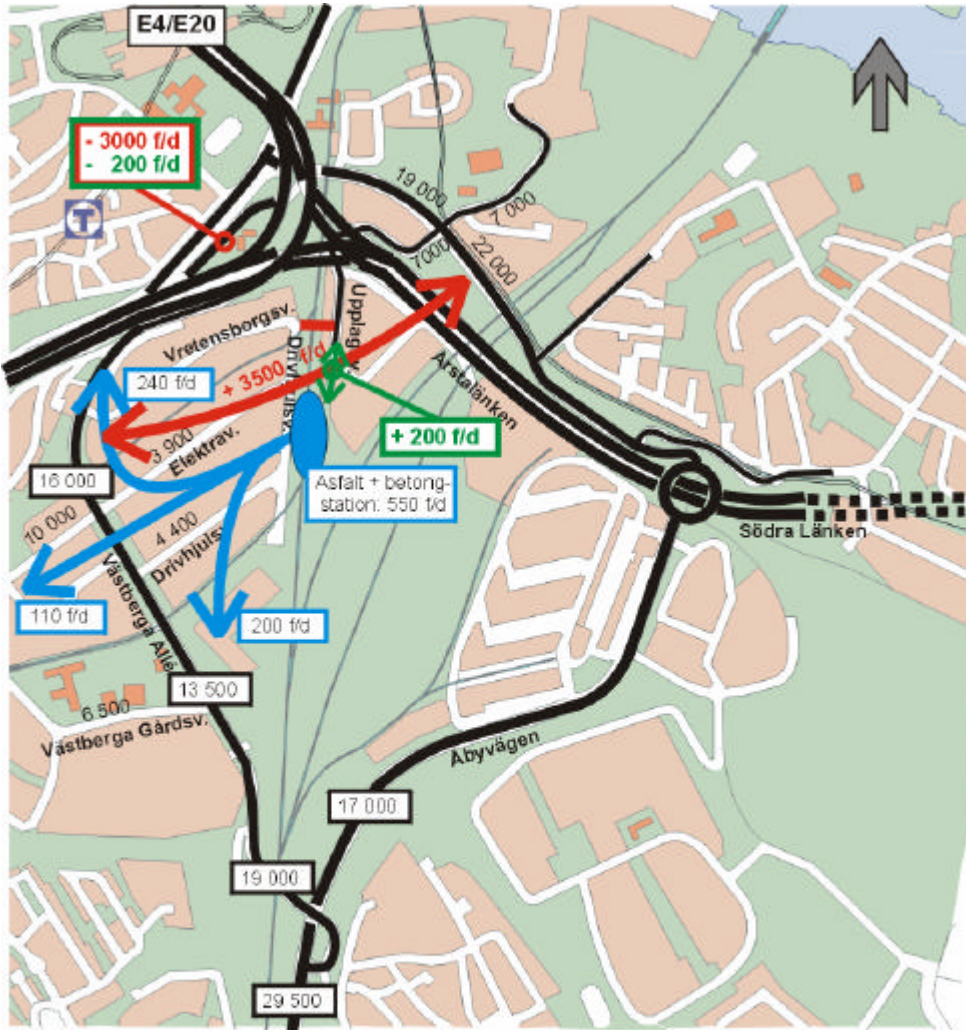 E4/E20
- 3000 f/d
- 200 f/d
T
19 000
7 000
7000
22 000
Vretensborgsv.
Upplag
v.
Drivhjulsv.
+ 3500 f/d
240 f/d
Årstalänken
+ 200 f/d
3 900
Elektrav.
16 000
Asfalt + betong-
station: 550 f/d
10 000
4 400
Drivhjulsv.
Södra Länken
Västberga Allé
110 f/d
200 f/d
13 500
6 500
Västberga Gårdsv.
Åbyvägen
17 000
19 000
29 500